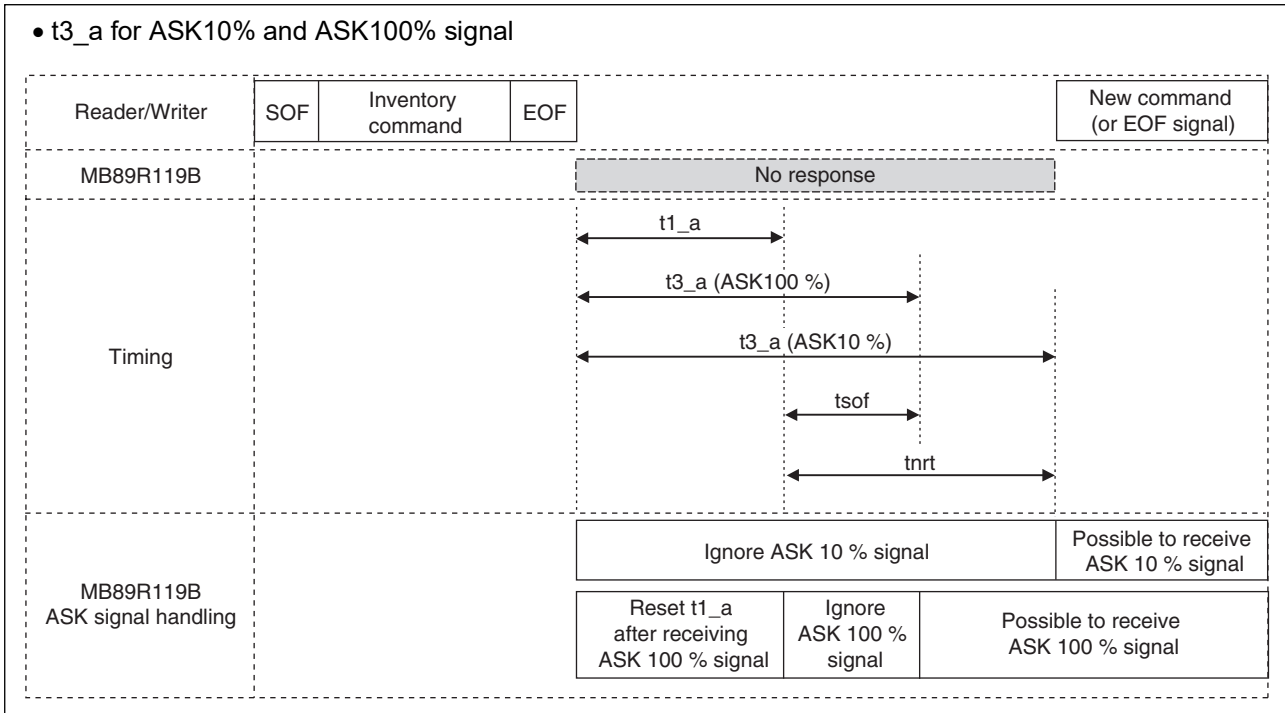 • t3_a for ASK10% and ASK100% signal
Reader/Writer
SOF
Inventory
command
EOF
New command
(or EOF signal)
MB89R119B
No response
Timing
t1_a
t3_a (ASK100 %)
t3_a (ASK10 %)
tsof
tnrt
MB89R119B
ASK signal handling
Ignore ASK 10 % signal
Possible to receive
ASK 10 % signal
Reset t1_a
after receiving
ASK 100 % signal
Ignore
ASK 100 %
signal
Possible to receive
ASK 100 % signal